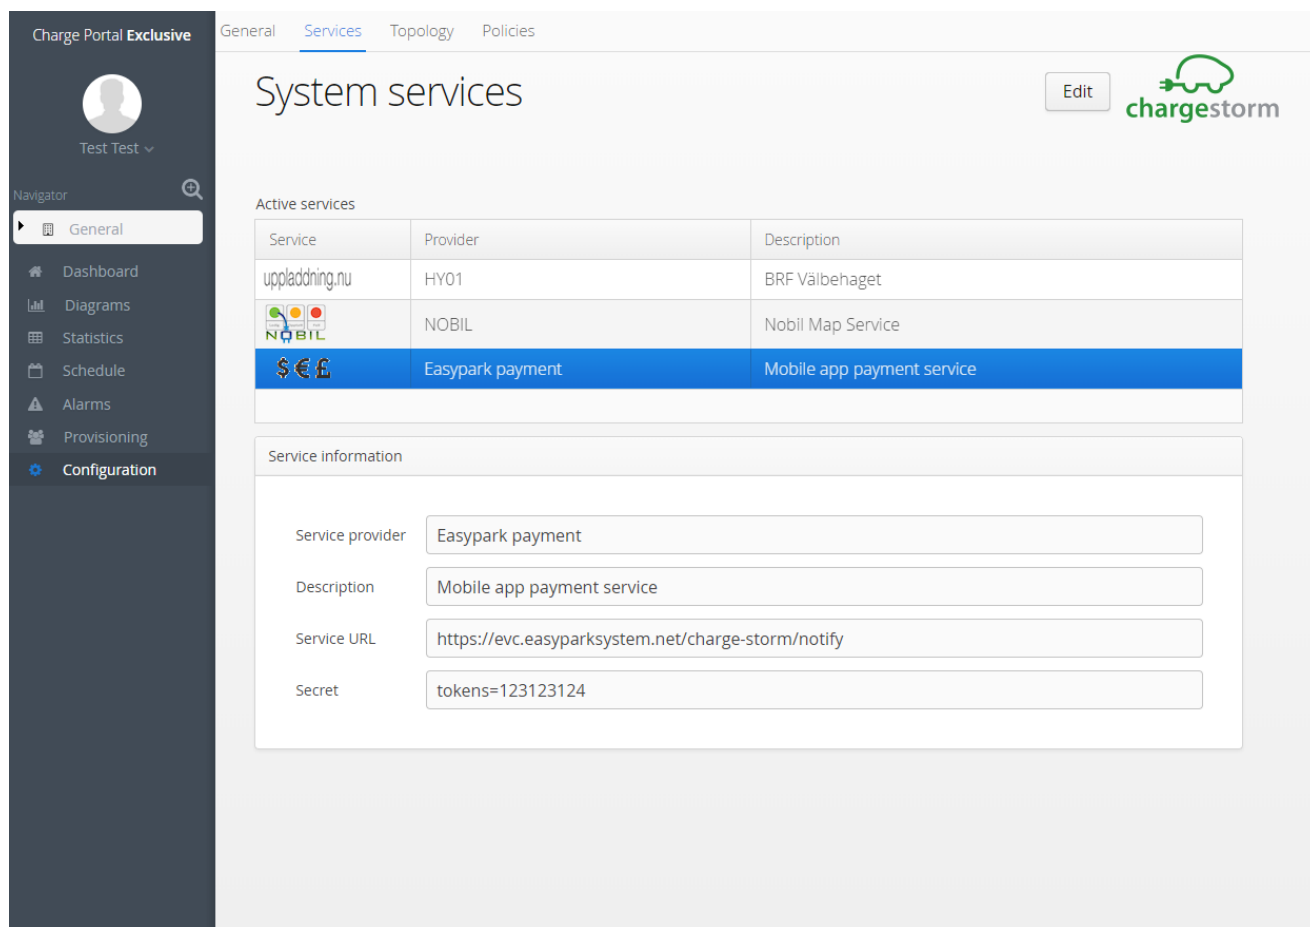 Charge Portal Exclusive
General Services Topology Policies
System services
Edit
chargestorm
Test Test
Navigator
General
Dashboard
Diagrams
Statistics
Schedule
Alarms
Provisioning
Configuration
Active services
Service Provider Description
uppladdning.nu HY01 BRF Välbehaget
NOBIL NOBIL Nobil Map Service
$€£ Easypark payment Mobile app payment service
Service information
Service provider Easypark payment
Description Mobile app payment service
Service URL https://evc.easyparksystem.net/charge-storm/notify
Secret tokens=123123124